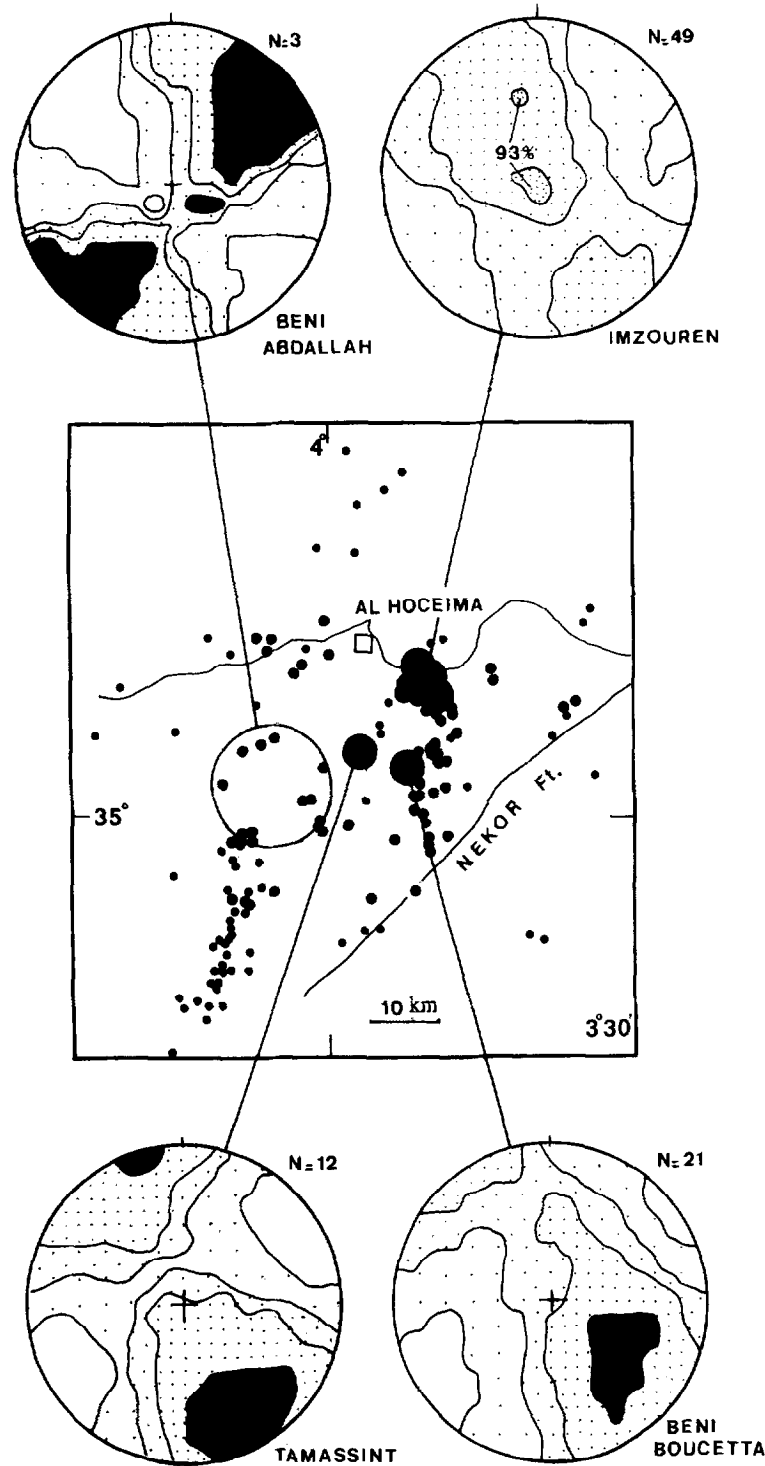 N=3
N=49
93%
BENI
ABDALLAH
IMZOUREN
4°
AL HOCEIMA
35°
NEKOR Ft.
10 km
3°30'
N=12
N=21
TAMASSINT
BENI
BOUCETTA